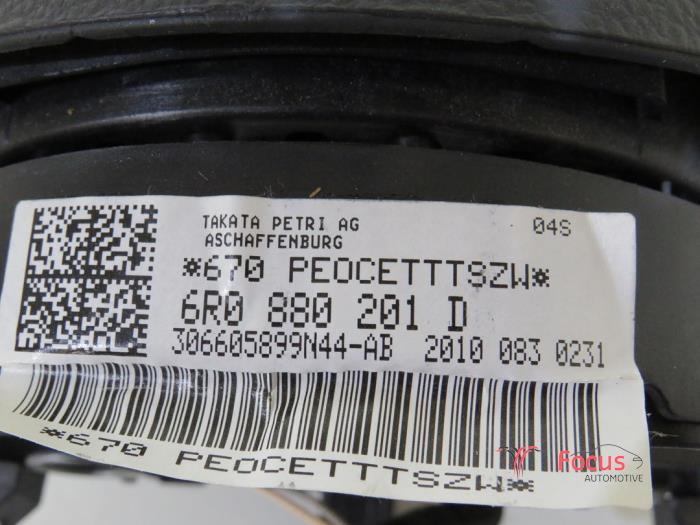 TAKATA PETRI AG 04S
ASCHAFFENBURG
*670 PEOCETTTSZW*
6R0 880 201 D
306605899N44-AB 2010 083 0231
*670 PEOCETTTSZW*
focus
AUTOMOTIVE